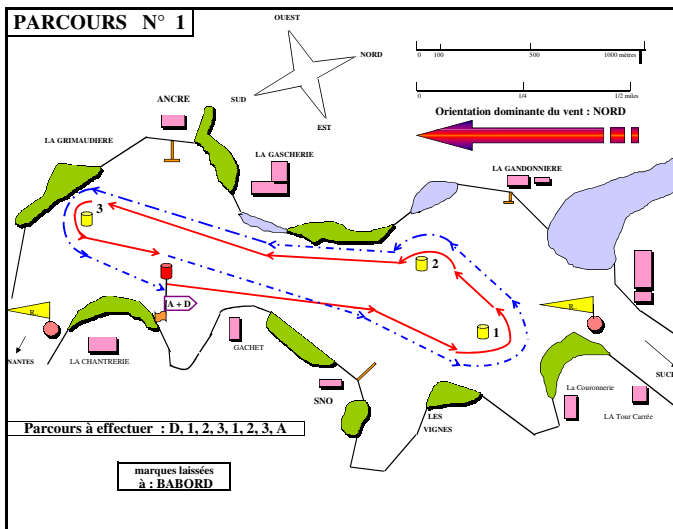 PARCOURS N° 1
OUEST
NORD
SUD
EST
0 100 500 1000 mètres
0 1/4 1/2 miles
Orientation dominante du vent : NORD
ANCRE
LA GRIMAUDIERE
LA GASCHERIE
LA GANDONNIERE
3
2
1
A + D
R
R
NANTES
LA CHANTRERIE
GACHET
SNO
LES
VIGNES
SUCE
La Couronnerie
LA Tour Carrée
Parcours à effectuer : D, 1, 2, 3, 1, 2, 3, A
marques laissées
à : BABORD